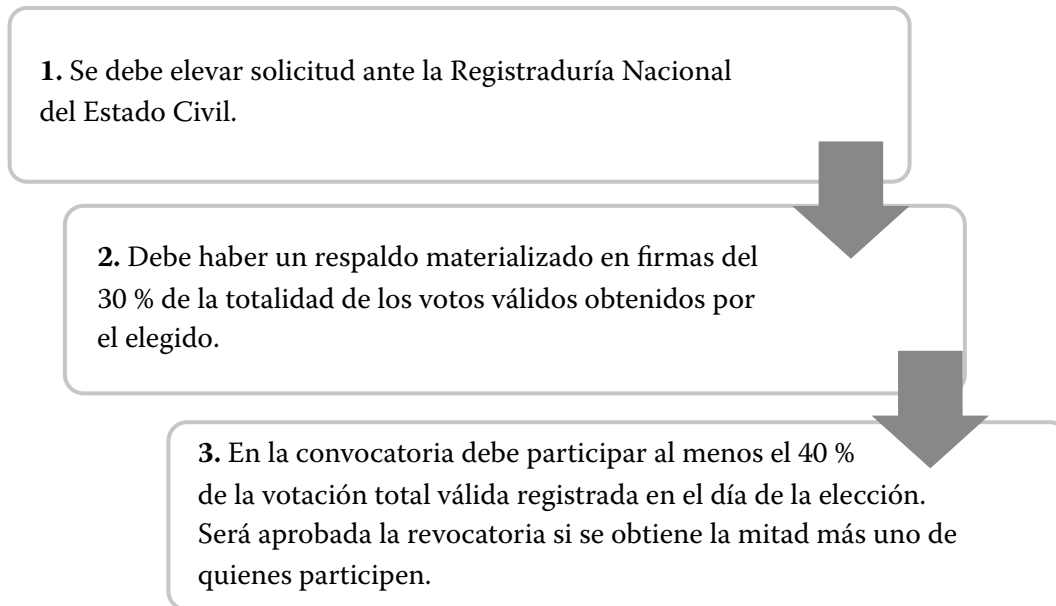 1. Se debe elevar solicitud ante la Registraduría Nacional
del Estado Civil.
2. Debe haber un respaldo materializado en firmas del
30 % de la totalidad de los votos válidos obtenidos por
el elegido.
3. En la convocatoria debe participar al menos el 40 %
de la votación total válida registrada en el día de la elección.
Será aprobada la revocatoria si se obtiene la mitad más uno de
quienes participen.